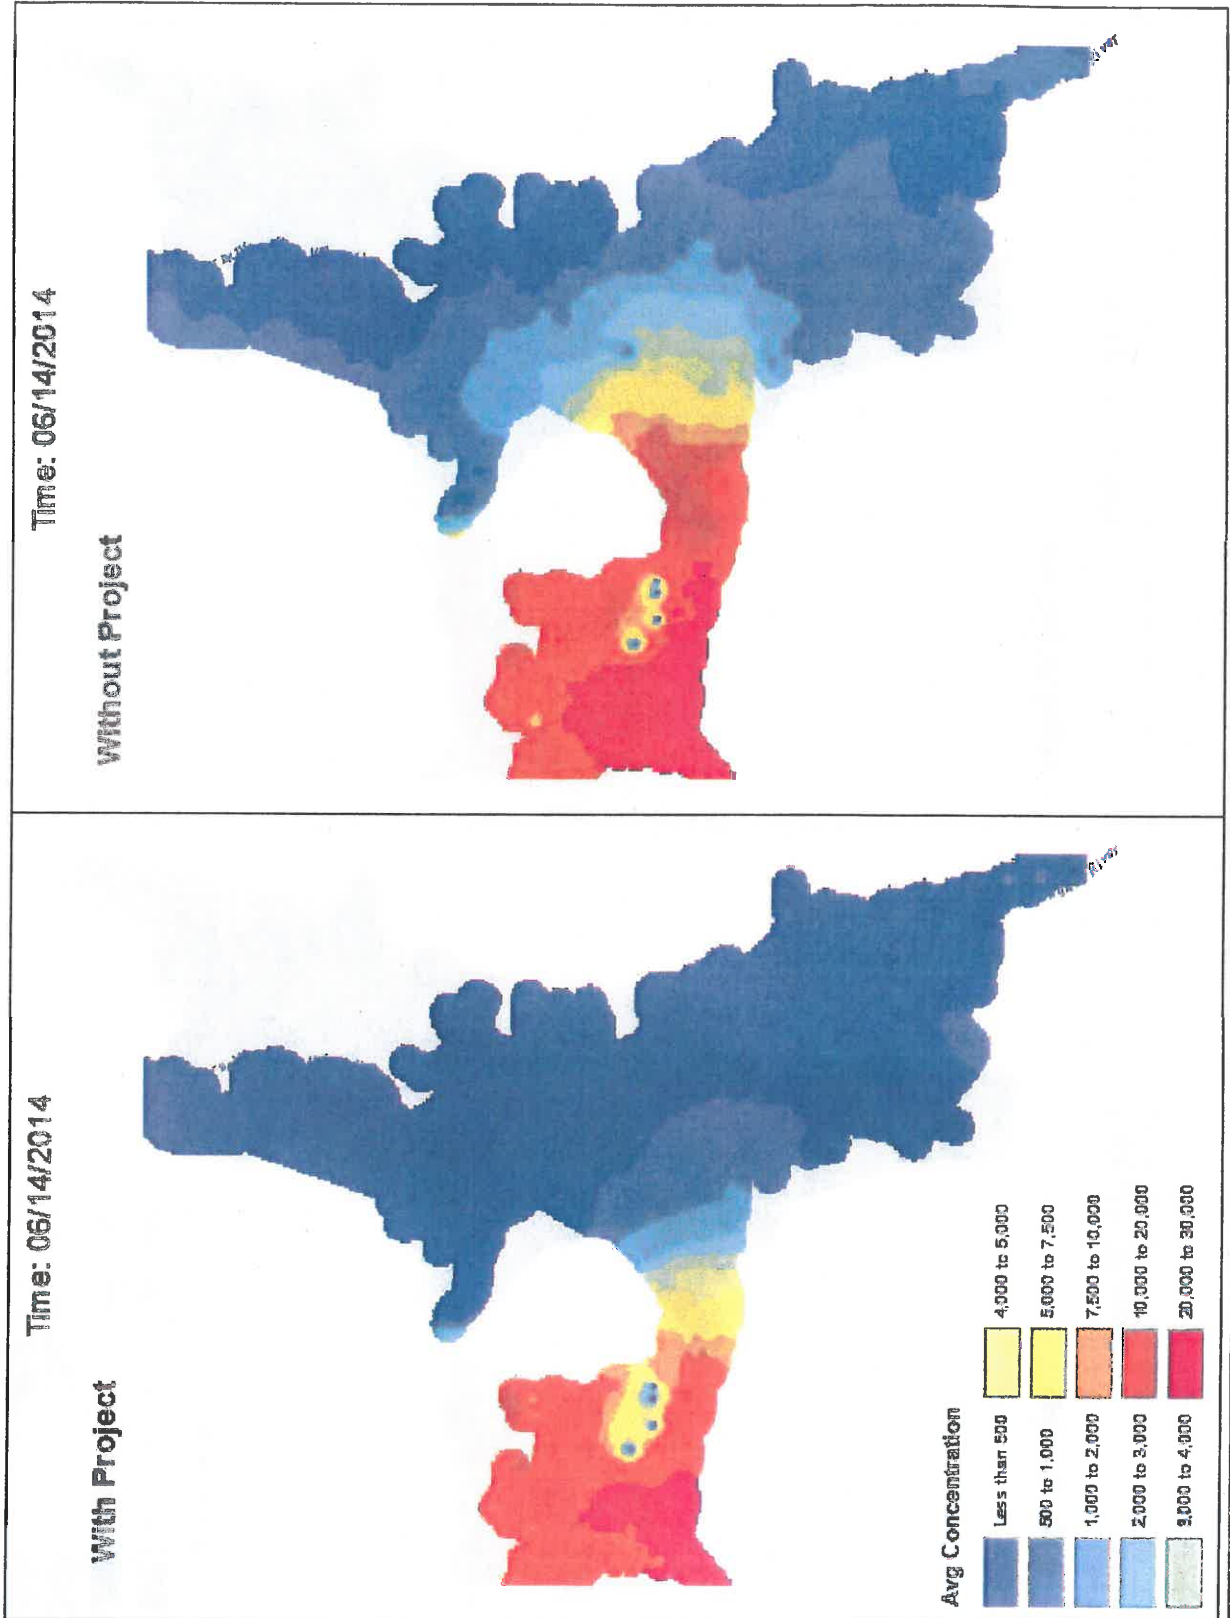 Time: 06/14/2014
With Project
Avg Concentration
Less than 500
500 to 1,000
1,000 to 2,000
2,000 to 3,000
3,000 to 4,000
4,000 to 5,000
5,000 to 7,500
7,500 to 10,000
10,000 to 20,000
20,000 to 30,000
River
Time: 06/14/2014
Without Project
River